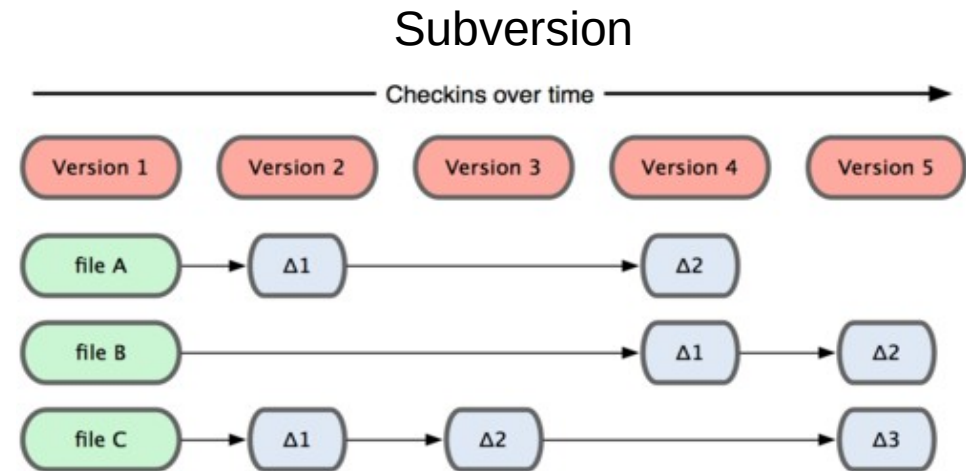 Subversion
Checkins over time
Version 1 Version 2 Version 3 Version 4 Version 5
file A Δ1 Δ2
file B Δ1 Δ2
file C Δ1 Δ2 Δ3